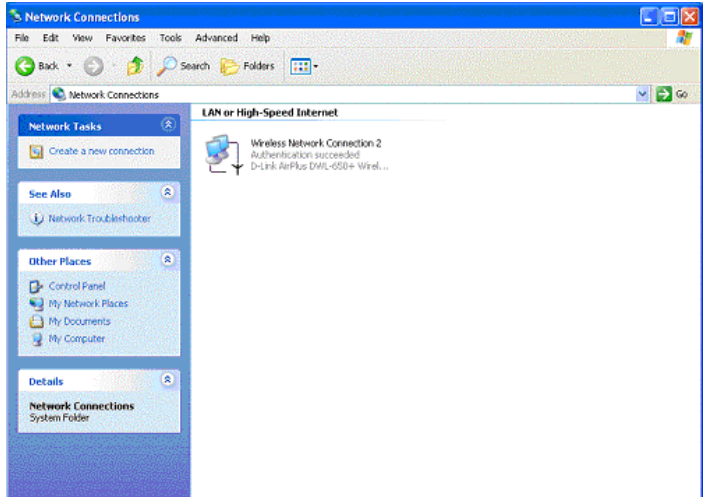 Network Connections
File Edit View Favorites Tools Advanced Help
Back Search Folders
Address Network Connections Go
Network Tasks
Create a new connection
See Also
Network Troubleshooter
Other Places
Control Panel
My Network Places
My Documents
My Computer
Details
Network Connections
System Folder
LAN or High-Speed Internet
Wireless Network Connection 2
Authentication succeeded
D-Link AirPlus DWL-650+ Wirel...